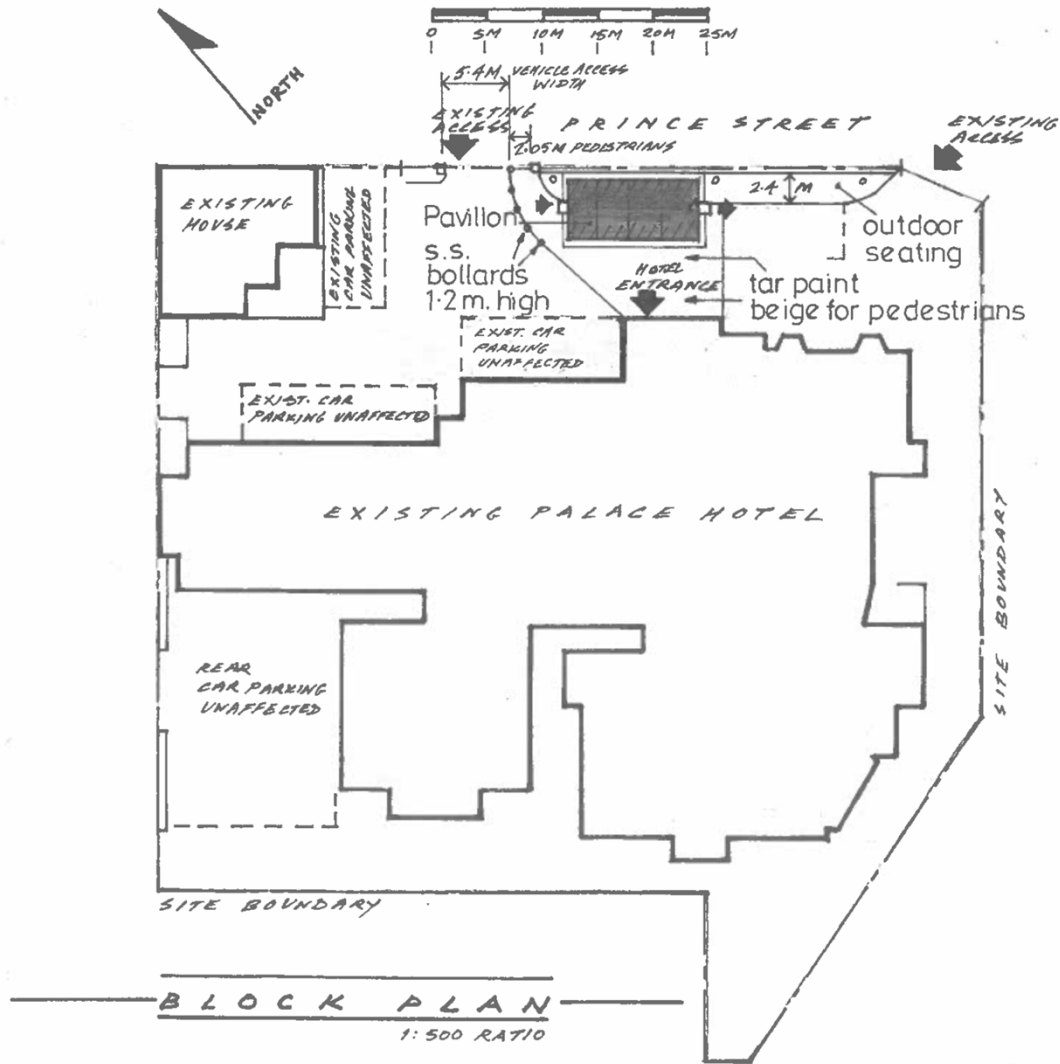 0 5M 10M 15M 20M 25M
NORTH
5·4M VEHICLE ACCESS
WIDTH
EXISTING
ACCESS
PRINCE STREET
EXISTING
ACCESS
2·05M PEDESTRIANS
EXISTING
HOUSE
EXISTING
CAR PARKING
UNAFFECTED
Pavilion
2.4 M
outdoor
seating
s.s.
bollards
1·2 m. high
HOTEL
ENTRANCE
tar paint
beige for pedestrians
EXIST. CAR
PARKING
UNAFFECTED
EXIST. CAR
PARKING UNAFFECTED
EXISTING PALACE HOTEL
SITE BOUNDARY
REAR
CAR PARKING
UNAFFECTED
SITE BOUNDARY
BLOCK PLAN
1:500 RATIO